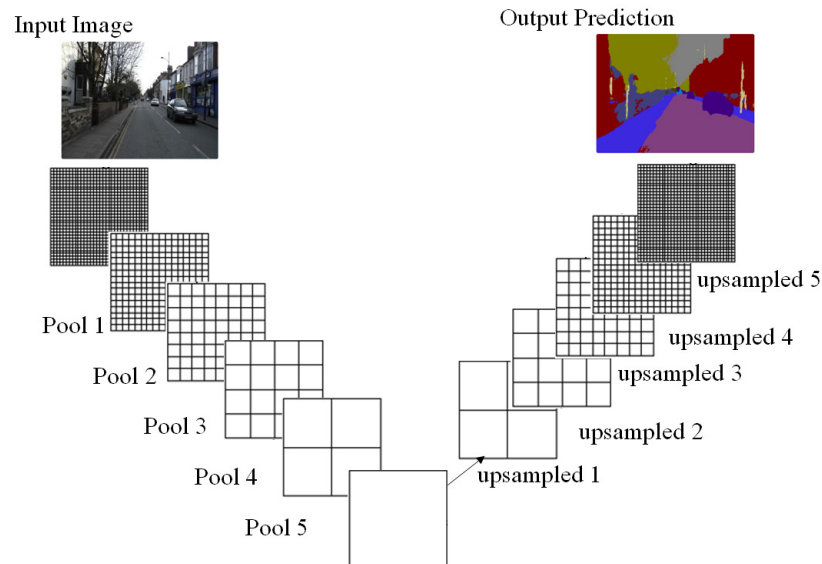 Input Image
Output Prediction
Pool 1
Pool 2
Pool 3
Pool 4
Pool 5
upsampled 1
upsampled 2
upsampled 3
upsampled 4
upsampled 5